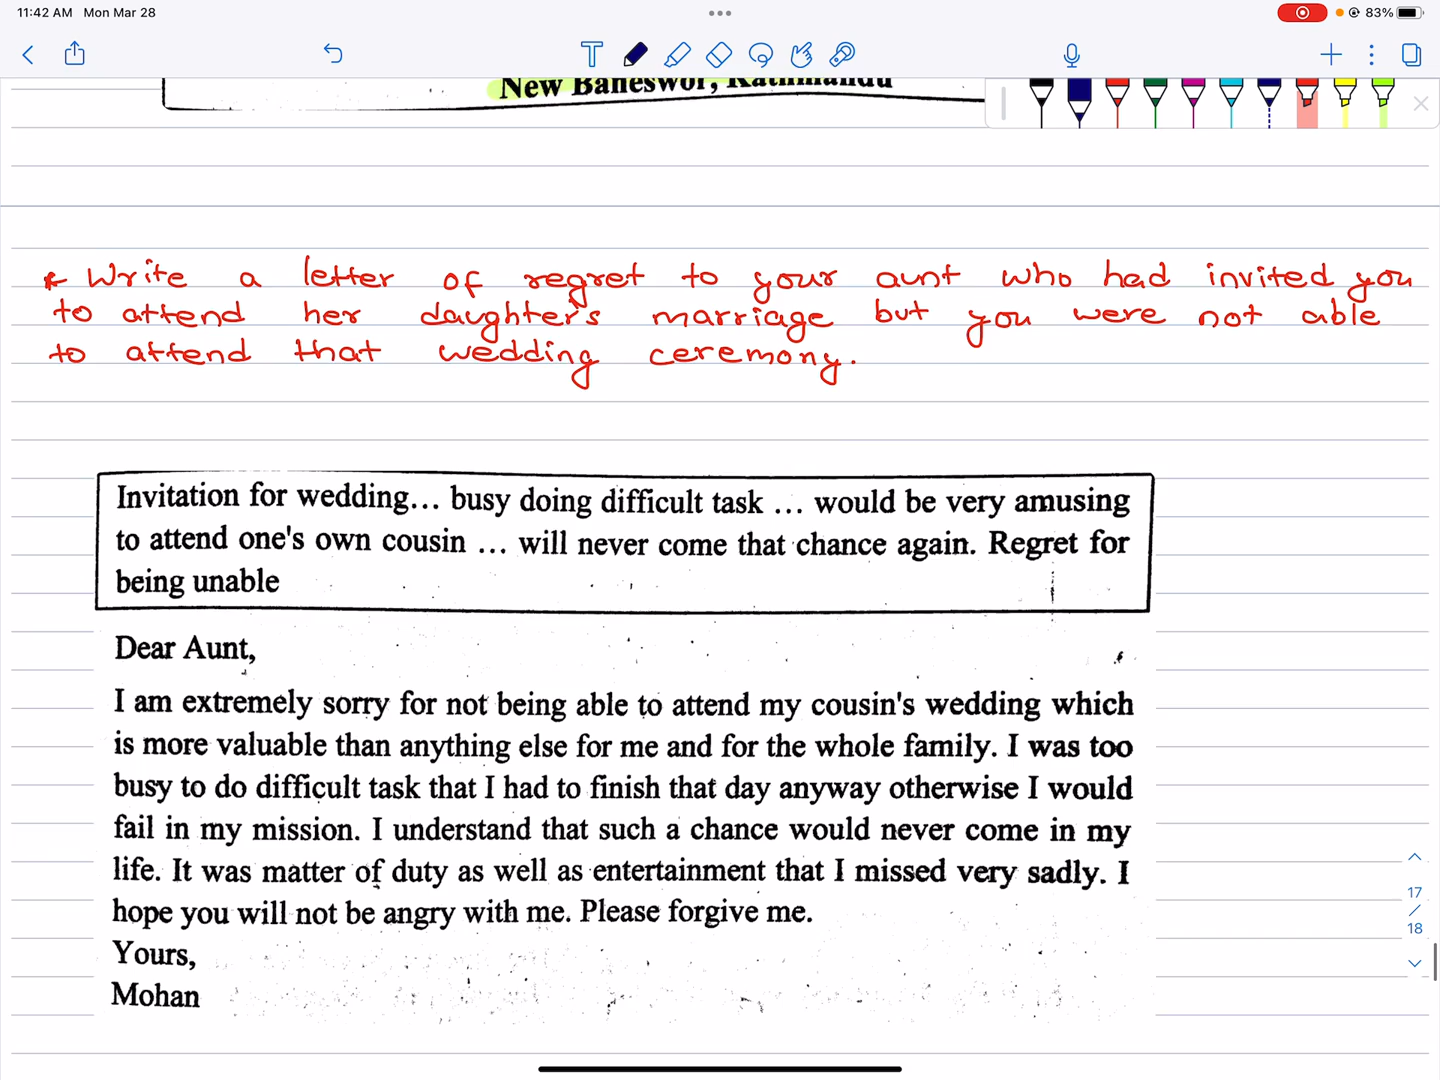 11:42 AM Mon Mar 28
83%
New Baneswor, Kathmandu
* Write a letter of regret to your aunt who had invited you
to attend her daughter's marriage but you were not able
to attend that wedding ceremony.
Invitation for wedding... busy doing difficult task ... would be very amusing
to attend one's own cousin ... will never come that chance again. Regret for
being unable
Dear Aunt,
I am extremely sorry for not being able to attend my cousin's wedding which
is more valuable than anything else for me and for the whole family. I was too
busy to do difficult task that I had to finish that day anyway otherwise I would
fail in my mission. I understand that such a chance would never come in my
life. It was matter of duty as well as entertainment that I missed very sadly. I
hope you will not be angry with me. Please forgive me.
Yours,
Mohan
17
/
18